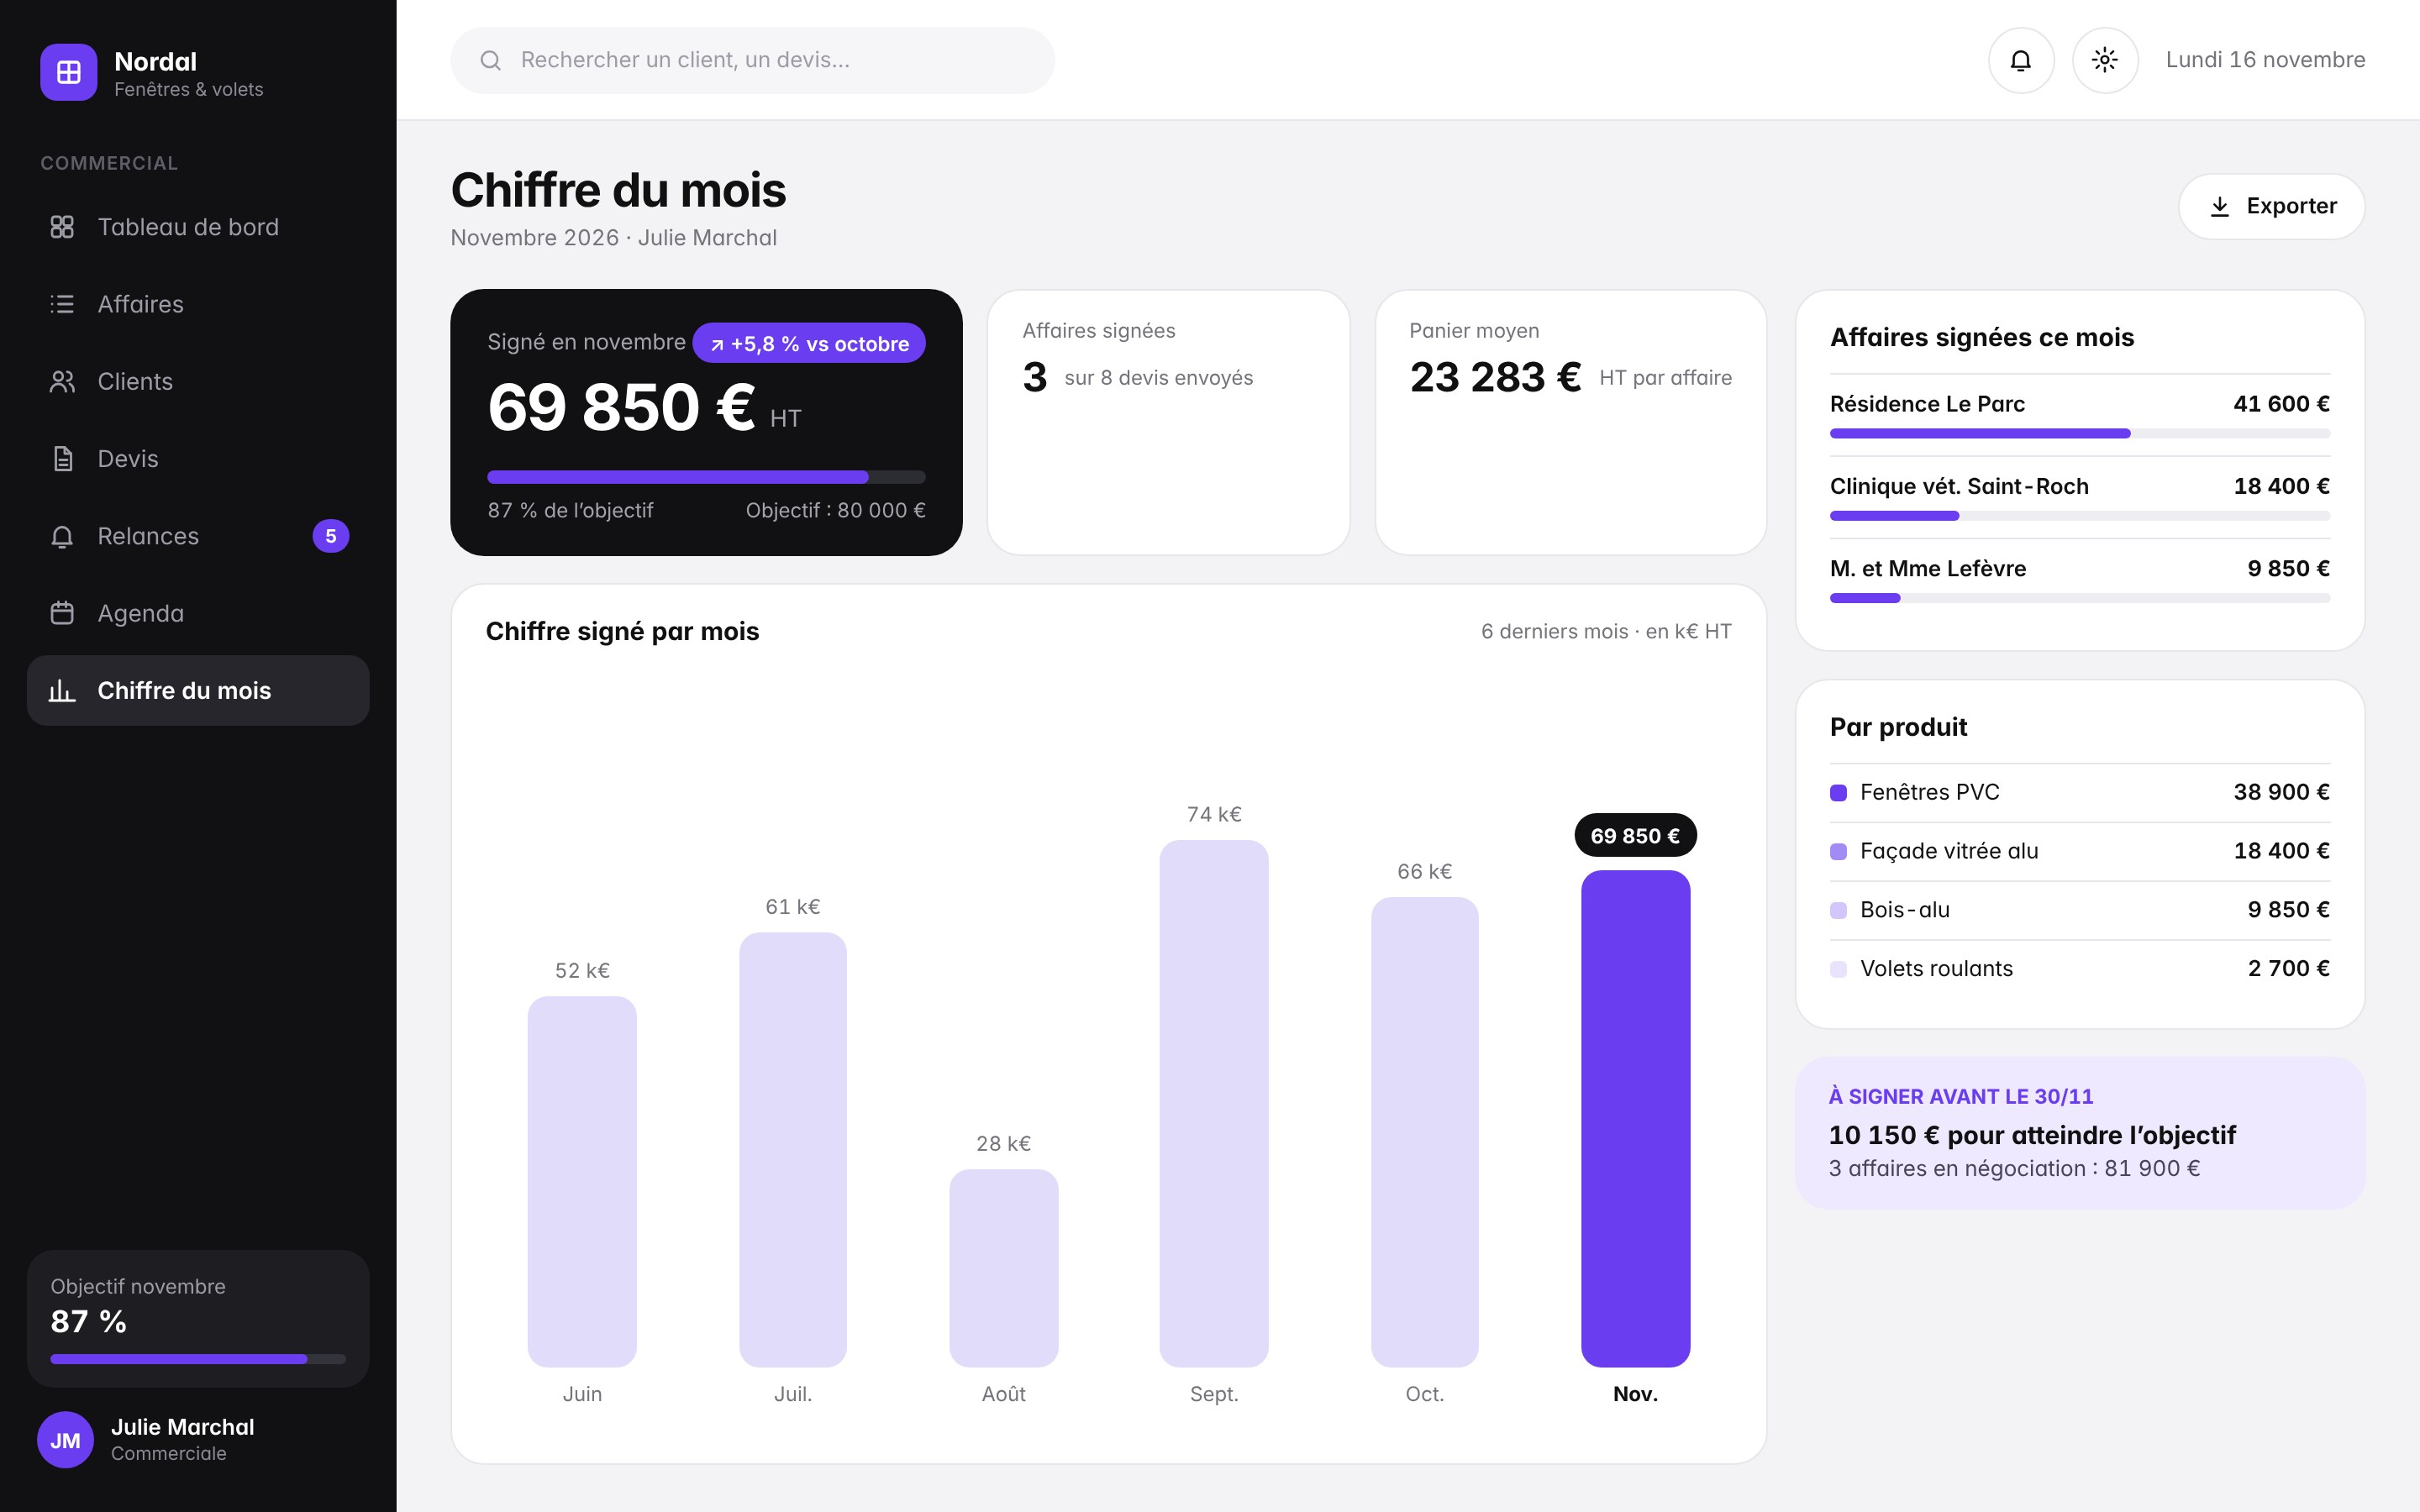 Nordal
Fenêtres & volets
COMMERCIAL
Tableau de bord
Affaires
Clients
Devis
Relances 5
Agenda
Chiffre du mois
Objectif novembre
87 %
JM
Julie Marchal
Commerciale
Rechercher un client, un devis...
Lundi 16 novembre
Chiffre du mois
Novembre 2026 · Julie Marchal
Exporter
Signé en novembre
+5,8 % vs octobre
69 850 € HT
87 % de l’objectif
Objectif : 80 000 €
Affaires signées
3 sur 8 devis envoyés
Panier moyen
23 283 € HT par affaire
Chiffre signé par mois
6 derniers mois · en k€ HT
52 k€
61 k€
28 k€
74 k€
66 k€
69 850 €
Juin
Juil.
Août
Sept.
Oct.
Nov.
Affaires signées ce mois
Résidence Le Parc 41 600 €
Clinique vét. Saint-Roch 18 400 €
M. et Mme Lefèvre 9 850 €
Par produit
Fenêtres PVC 38 900 €
Façade vitrée alu 18 400 €
Bois-alu 9 850 €
Volets roulants 2 700 €
À SIGNER AVANT LE 30/11
10 150 € pour atteindre l’objectif
3 affaires en négociation : 81 900 €